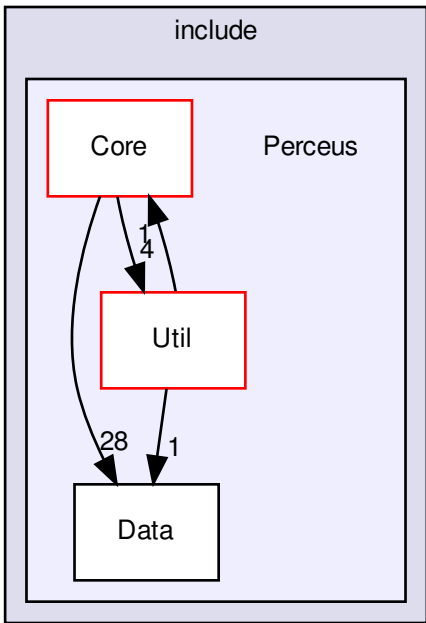 include
Core
Perceus
1
4
Util
28
1
Data